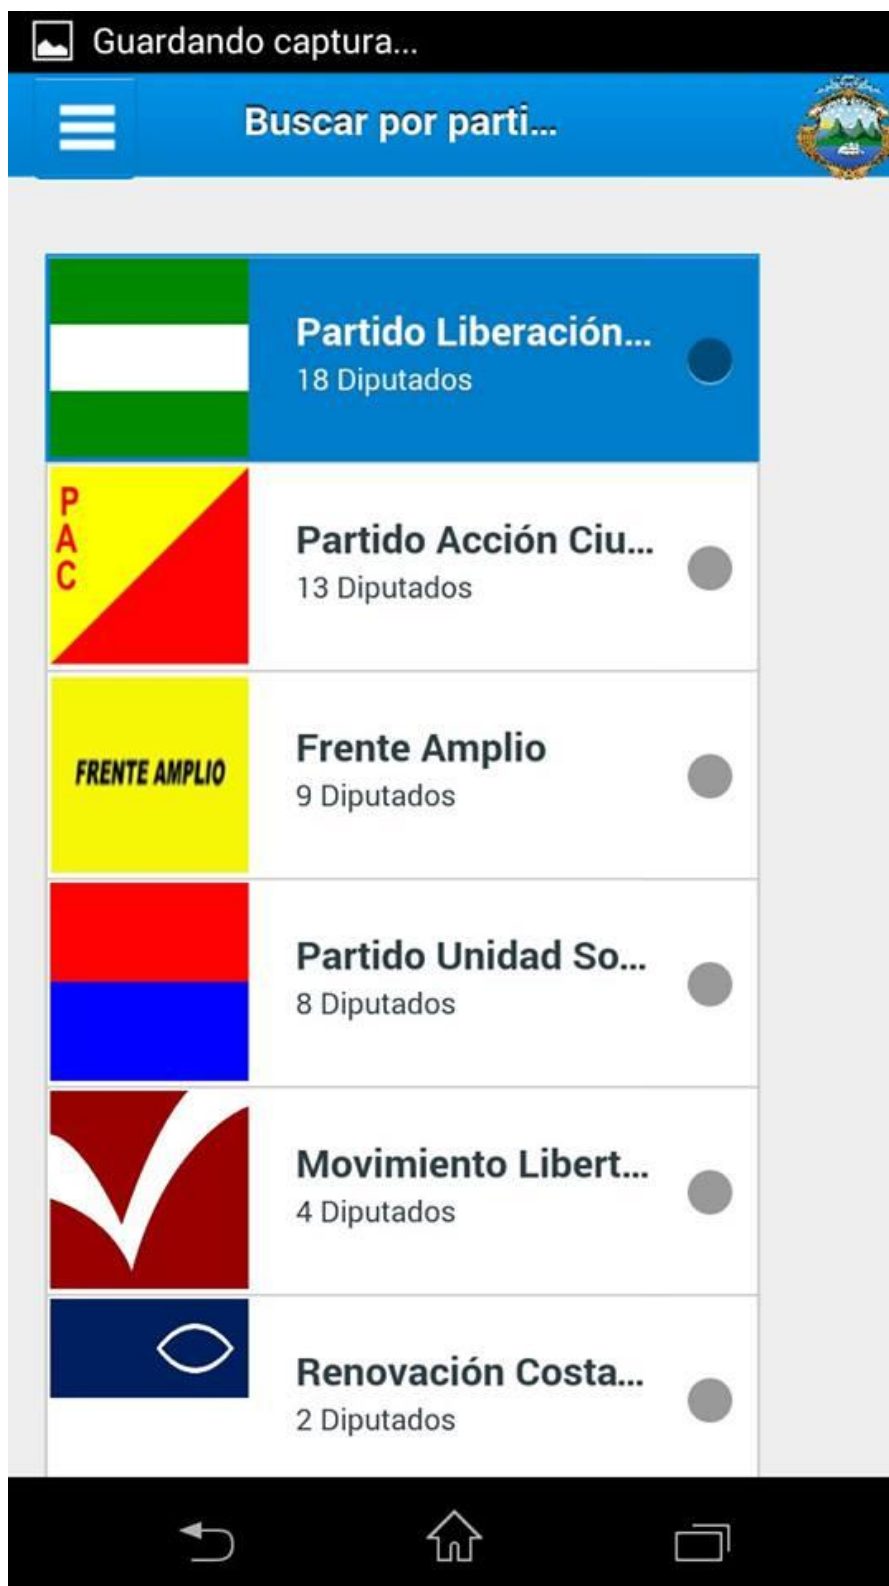 Guardando captura...
Buscar por parti...
Partido Liberación...
18 Diputados
P
A
C
Partido Acción Ciu...
13 Diputados
FRENTE AMPLIO
Frente Amplio
9 Diputados
Partido Unidad So...
8 Diputados
Movimiento Libert...
4 Diputados
Renovación Costa...
2 Diputados